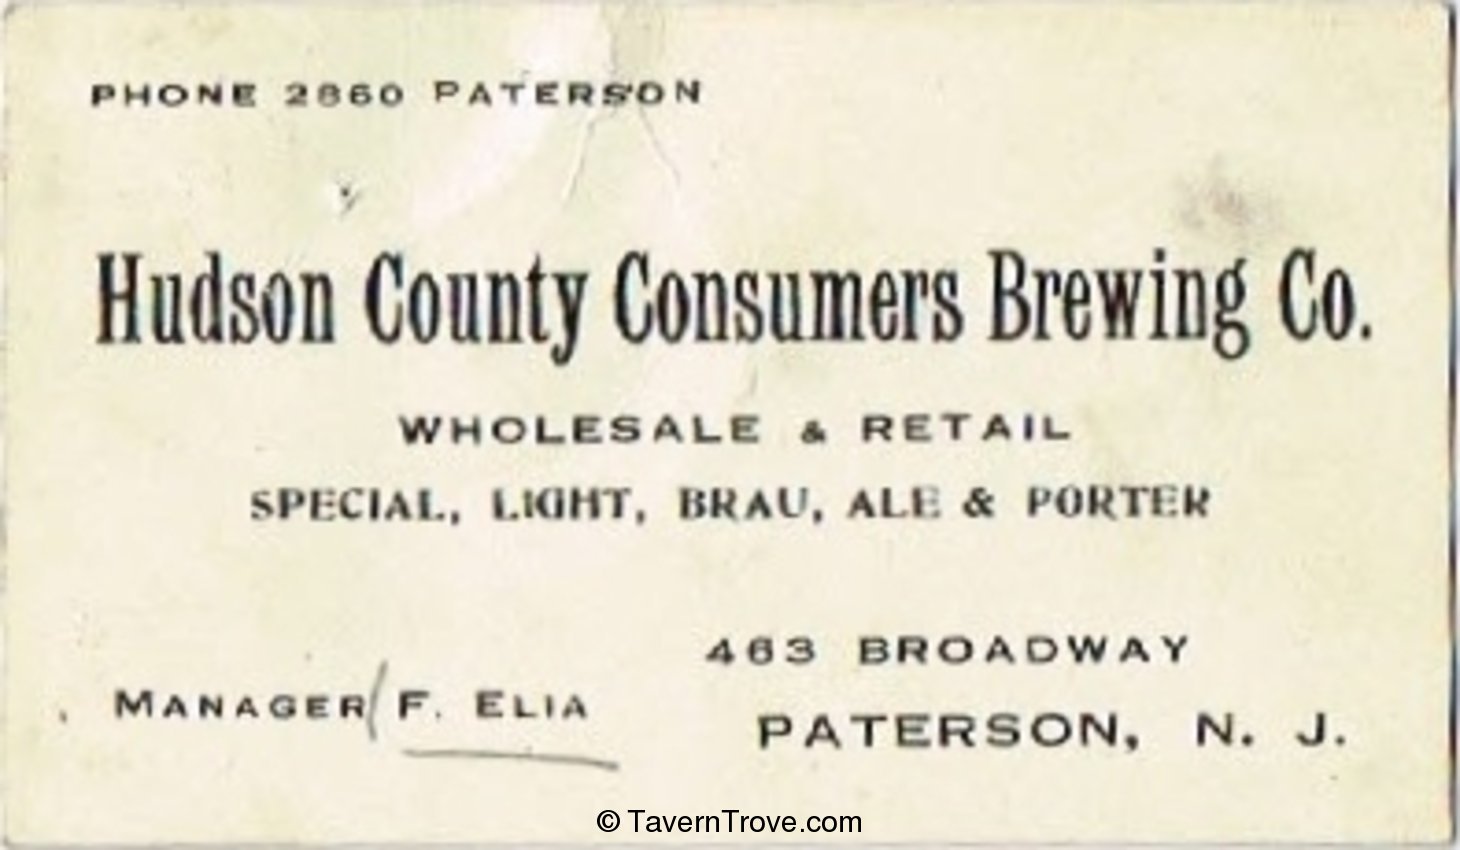 PHONE 2860 PATERSON
Hudson County Consumers Brewing Co.
WHOLESALE & RETAIL
SPECIAL, LIGHT, BRAU, ALE & PORTER
463 BROADWAY
MANAGER F. ELIA
PATERSON, N. J.
© TavernTrove.com